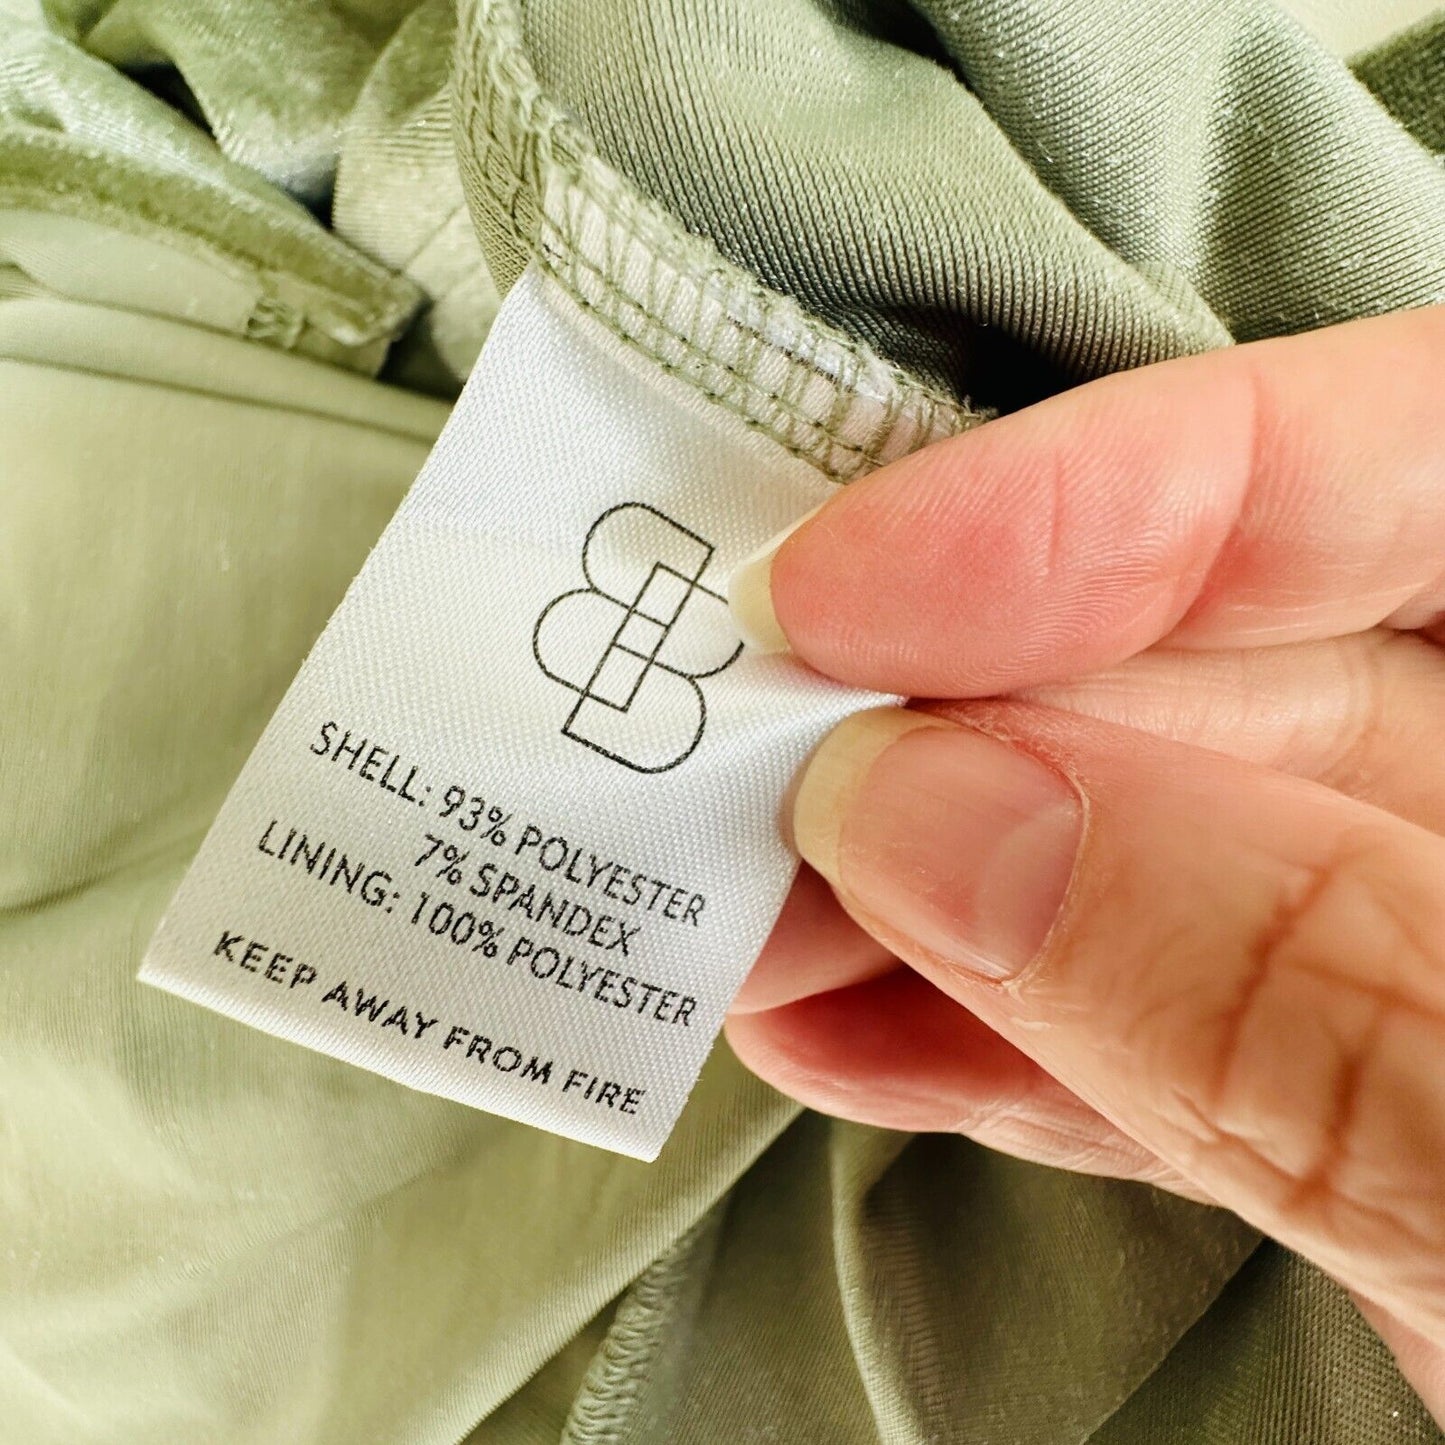 SHELL: 93% POLYESTER
7% SPANDEX
LINING: 100% POLYESTER
KEEP AWAY FROM FIRE